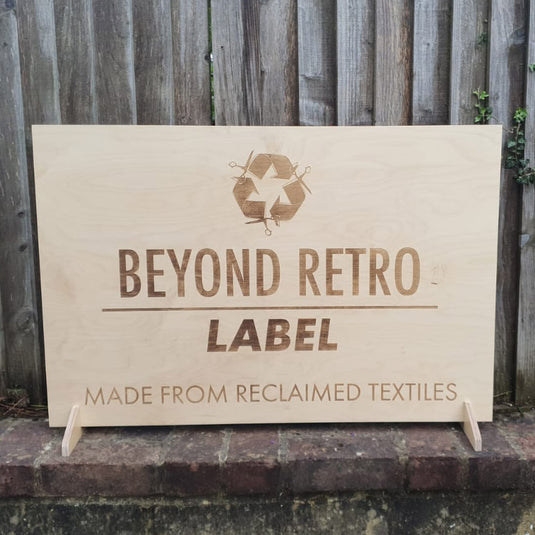 BEYOND RETRO
LABEL
MADE FROM RECLAIMED TEXTILES